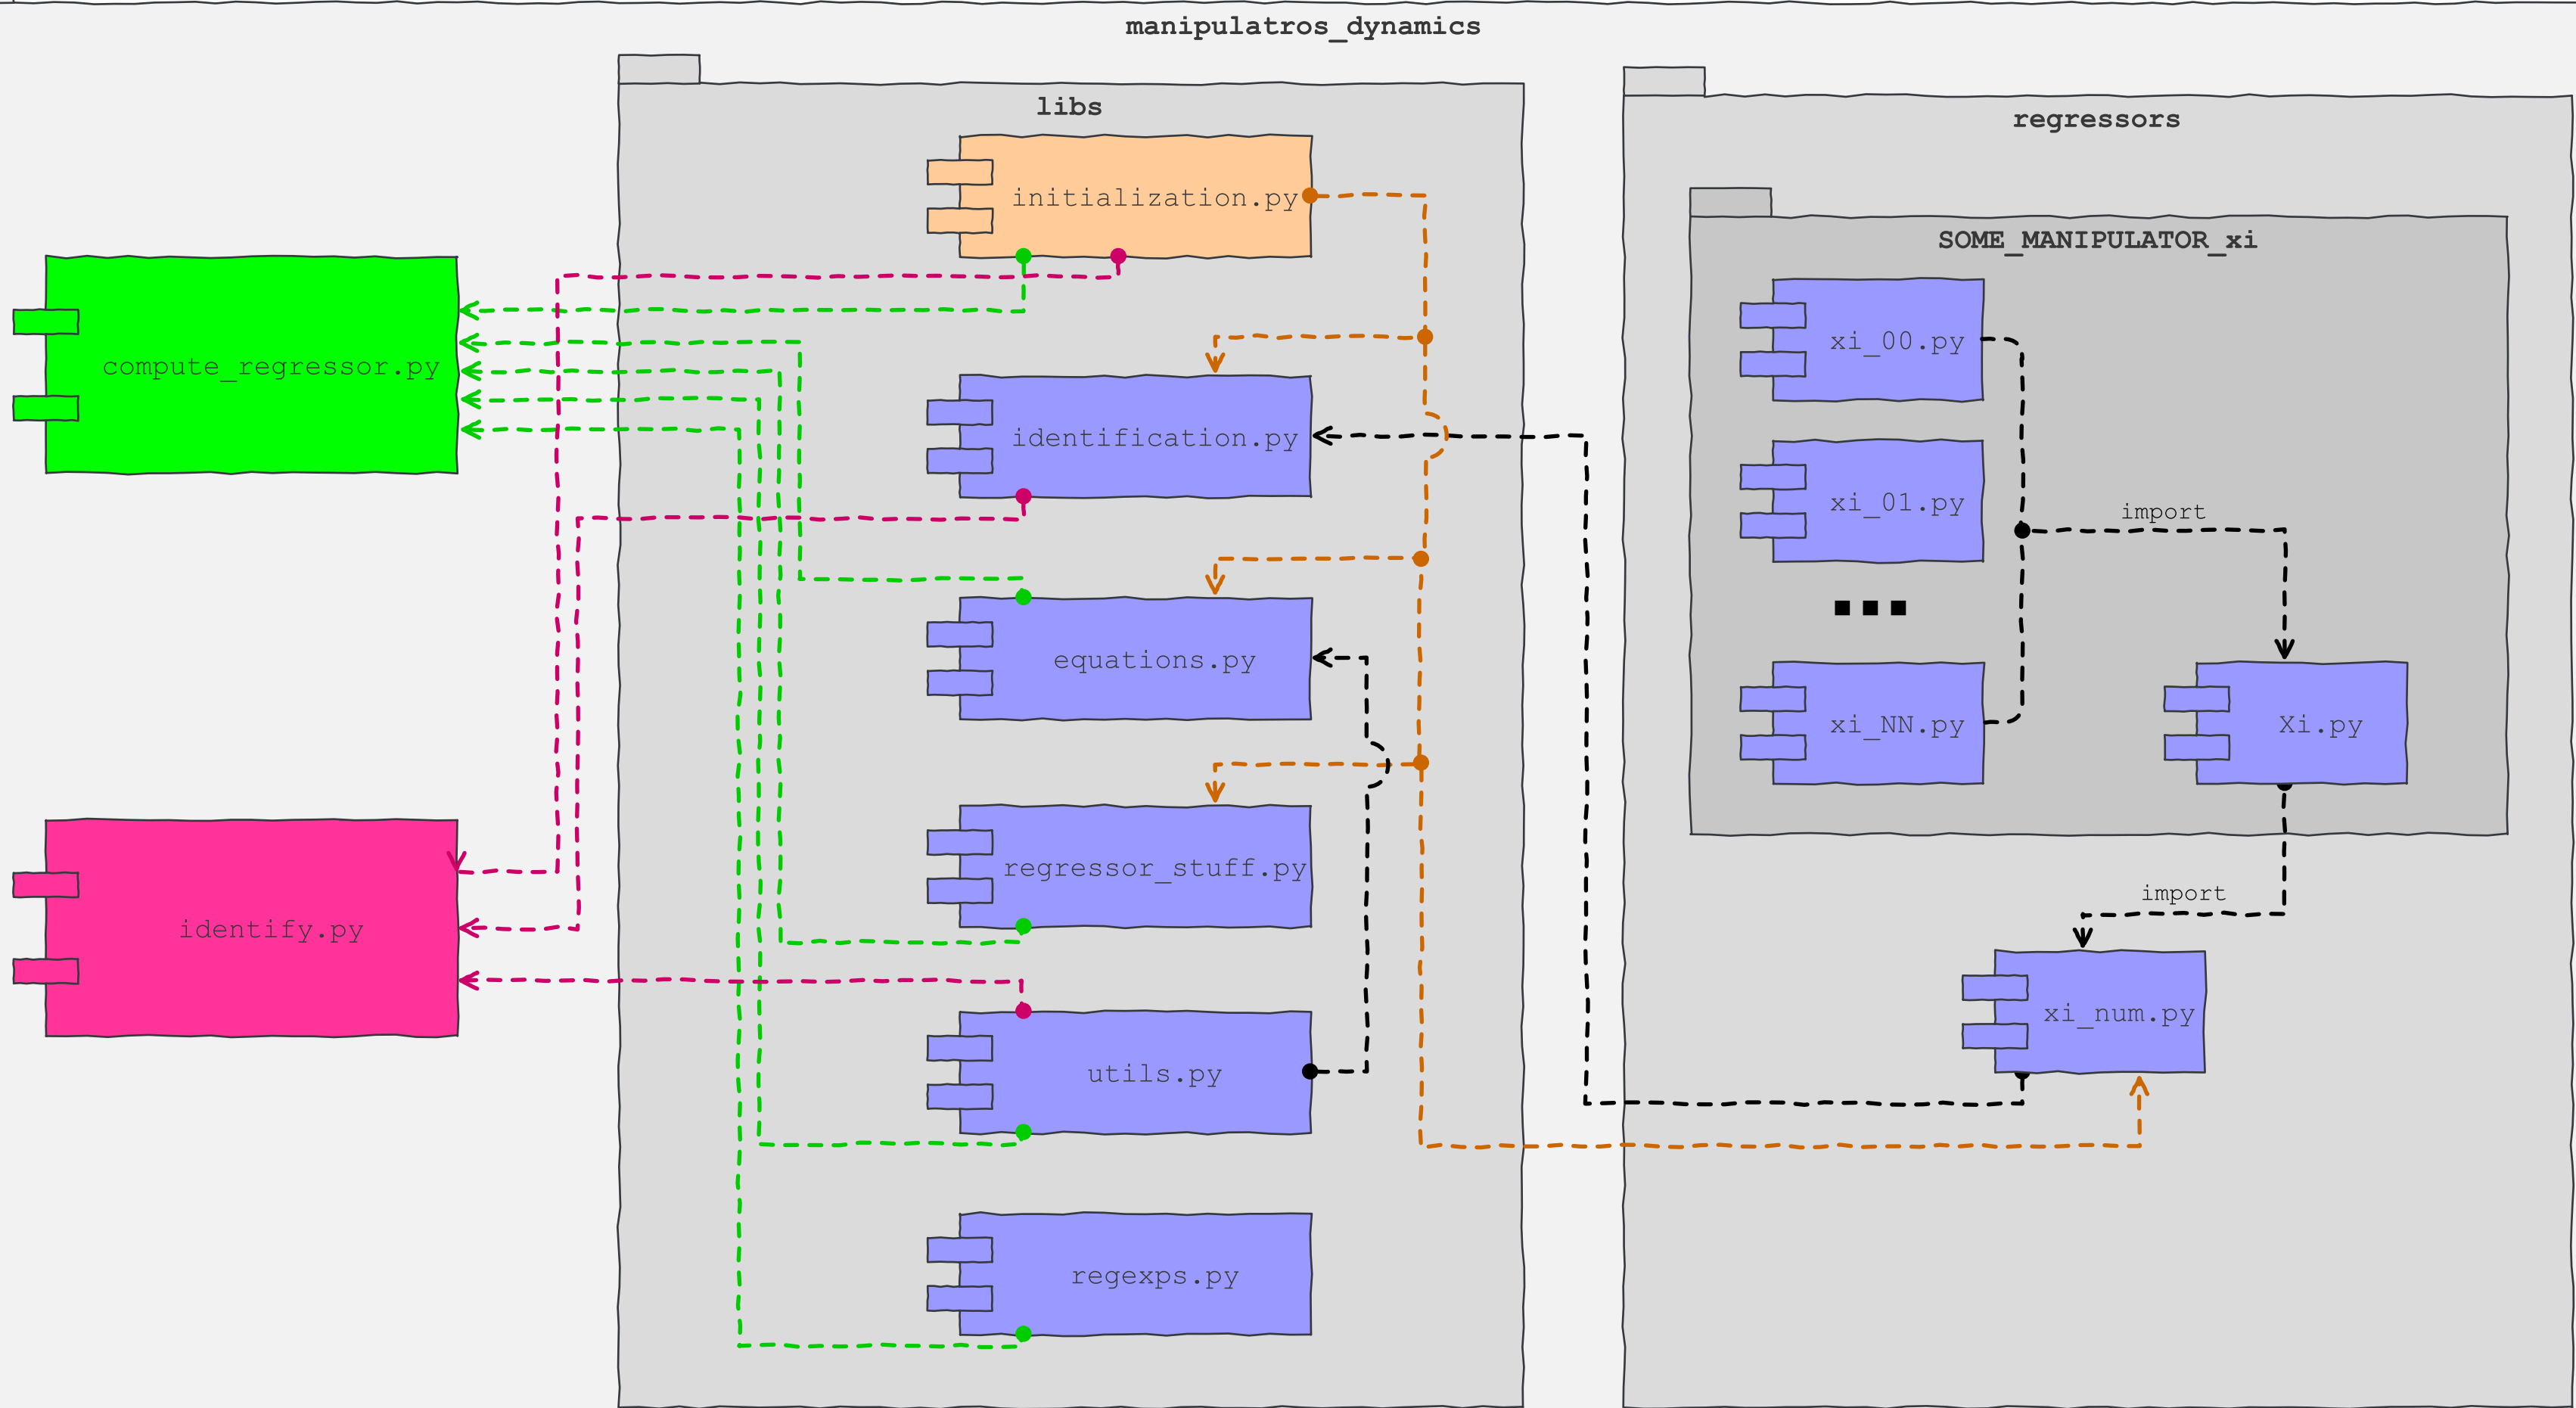 manipulatros_dynamics
libs
initialization.py
identification.py
equations.py
regressor_stuff.py
utils.py
regexps.py
compute_regressor.py
identify.py
regressors
SOME_MANIPULATOR_xi
xi_00.py
xi_01.py
xi_NN.py
import
Xi.py
import
xi_num.py